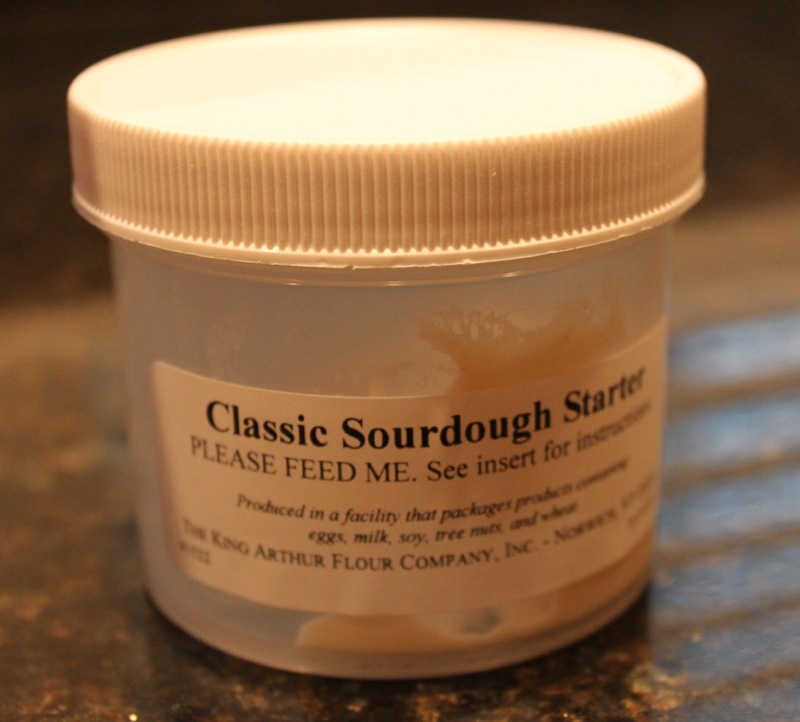 Classic Sourdough Starter
PLEASE FEED ME. See insert for instructions.
Produced in a facility that packages products containing
eggs, milk, soy, tree nuts, and wheat.
THE KING ARTHUR FLOUR COMPANY, INC. - NORWICH,